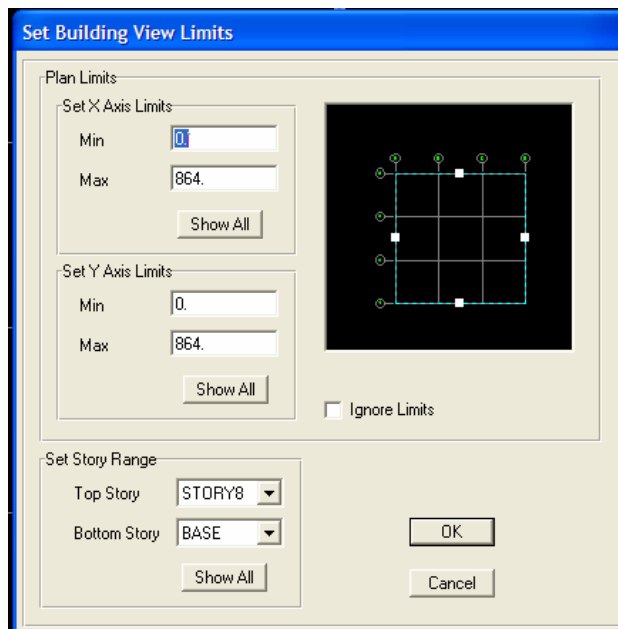 Set Building View Limits
Plan Limits
Set X Axis Limits
Min 0.
Max 864.
Show All
Set Y Axis Limits
Min 0.
Max 864.
Show All
Ignore Limits
Set Story Range
Top Story STORY8
Bottom Story BASE
Show All
OK
Cancel